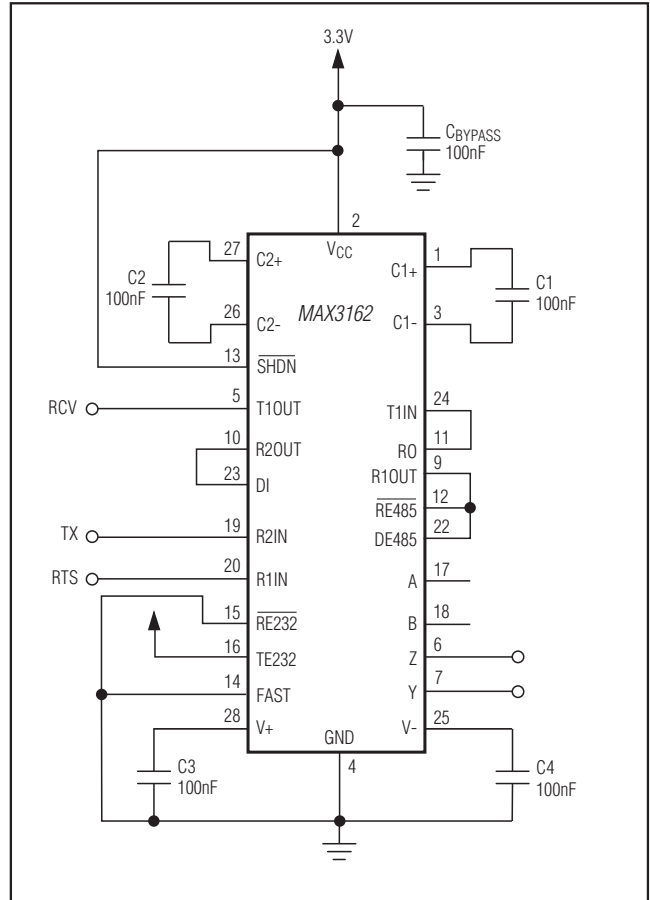 3.3V
CBYPASS
100nF
2
VCC
27
C2+
1
C1+
C2
100nF
C1
100nF
26
C2-
MAX3162
3
C1-
13
SHDN
RCV
5
T1OUT
24
T1IN
10
R2OUT
11
RO
23
DI
9
R1OUT
12
RE485
TX
19
R2IN
22
DE485
RTS
20
R1IN
17
A
15
RE232
18
B
16
TE232
6
Z
14
FAST
7
Y
28
V+
25
V-
GND
4
C3
100nF
C4
100nF